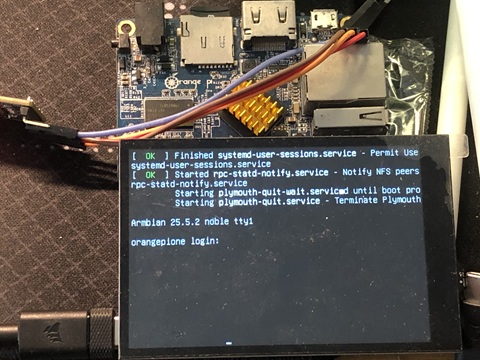 Orange Pi
[ OK ] Finished systemd-user-sessions.service - Permit Use
systemd-user-sessions.service
[ OK ] Started rpc-statd-notify.service - Notify NFS peers
rpc-statd-notify.service
Starting plymouth-quit-wait.servicemd until boot pro
Starting plymouth-quit.service - Terminate Plymouth
Armbian 25.5.2 noble tty1
orangepione login: